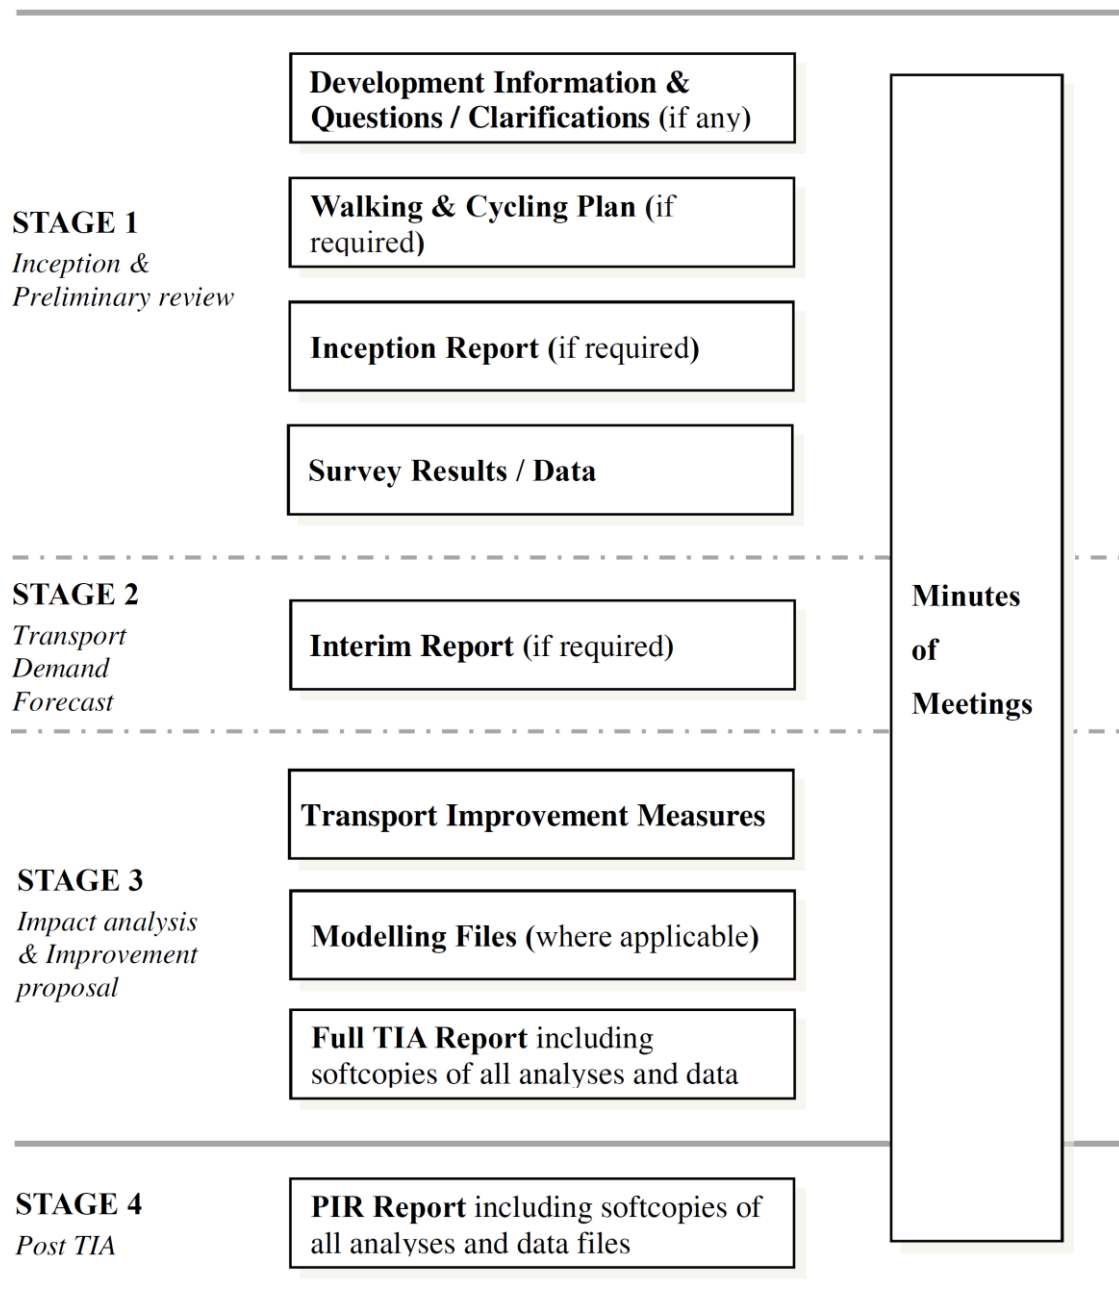 STAGE 1
Inception &
Preliminary review
Development Information &
Questions / Clarifications (if any)
Walking & Cycling Plan (if
required)
Inception Report (if required)
Survey Results / Data
STAGE 2
Transport
Demand
Forecast
Interim Report (if required)
STAGE 3
Impact analysis
& Improvement
proposal
Transport Improvement Measures
Modelling Files (where applicable)
Full TIA Report including
softcopies of all analyses and data
STAGE 4
Post TIA
PIR Report including softcopies of
all analyses and data files
Minutes
of
Meetings